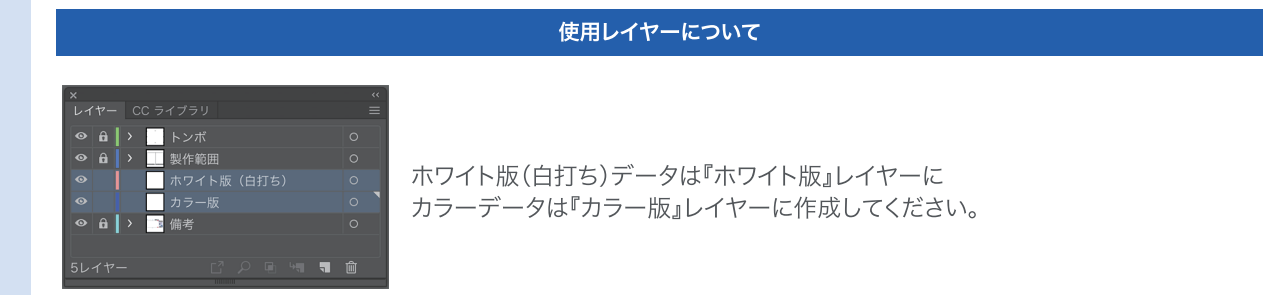 使用レイヤーについて
レイヤー CC ライブラリ
トンボ
製作範囲
ホワイト版（白打ち）
カラー版
備考
5レイヤー
ホワイト版（白打ち）データは『ホワイト版』レイヤーに
カラーデータは『カラー版』レイヤーに作成してください。